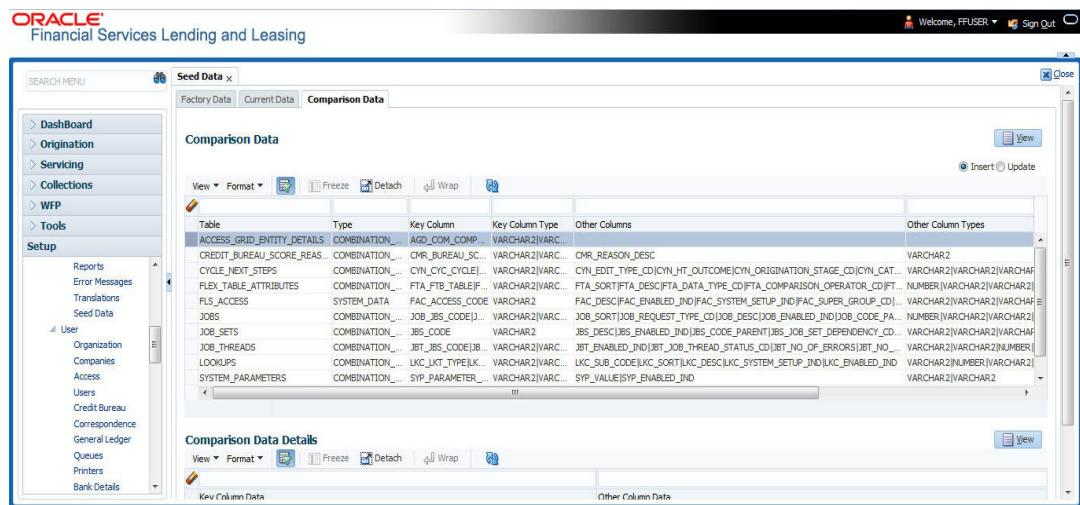 ORACLE
Financial Services Lending and Leasing
Welcome, FFUSER Sign Out
SEARCH MENU
Seed Data x
Close
Factory Data Current Data Comparison Data
DashBoard
Origination
Servicing
Collections
WFP
Tools
Setup
Reports
Error Messages
Translations
Seed Data
User
Organization
Companies
Access
Users
Credit Bureau
Correspondence
General Ledger
Queues
Printers
Bank Details
Comparison Data
View
Insert Update
View Format Freeze Detach Wrap
Table Type Key Column Key Column Type Other Columns Other Column Types
ACCESS_GRID_ENTITY_DETAILS COMBINATION_... AGD_COM_COMP... VARCHAR2|VARC...
CREDIT_BUREAU_SCORE_REAS... COMBINATION_... CMR_BUREAU_SC... VARCHAR2|VARC... CMR_REASON_DESC VARCHAR2
CYCLE_NEXT_STEPS COMBINATION_... CYN_CYC_CYCLE|... VARCHAR2|VARC... CYN_EDIT_TYPE_CD|CYN_HT_OUTCOME|CYN_ORIGINATION_STAGE_CD|CYN_CAT... VARCHAR2|VARCHAR2|VARCHAR
FLEX_TABLE_ATTRIBUTES COMBINATION_... FTA_FTB_TABLE|F... VARCHAR2|VARC... FTA_SORT|FTA_DESC|FTA_DATA_TYPE_CD|FTA_COMPARISON_OPERATOR_CD|FT... NUMBER|VARCHAR2|VARCHAR2|
FLS_ACCESS SYSTEM_DATA FAC_ACCESS_CODE VARCHAR2 FAC_DESC|FAC_ENABLED_IND|FAC_SYSTEM_SETUP_IND|FAC_SUPER_GROUP_CD|... VARCHAR2|VARCHAR2|VARCHAR
JOBS COMBINATION_... JOB_JBS_CODE|J... VARCHAR2|VARC... JOB_SORT|JOB_REQUEST_TYPE_CD|JOB_DESC|JOB_ENABLED_IND|JOB_CODE_PA... NUMBER|VARCHAR2|VARCHAR2|
JOB_SETS COMBINATION_... JBS_CODE VARCHAR2 JBS_DESC|JBS_ENABLED_IND|JBS_CODE_PARENT|JBS_JOB_SET_DEPENDENCY_CD... VARCHAR2|VARCHAR2|VARCHAR
JOB_THREADS COMBINATION_... JBT_JBS_CODE|JB... VARCHAR2|VARC... JBT_ENABLED_IND|JBT_JOB_THREAD_STATUS_CD|JBT_NO_OF_ERRORS|JBT_NO_... VARCHAR2|VARCHAR2|NUMBER|
LOOKUPS COMBINATION_... LKC_LKT_TYPE|LK... VARCHAR2|VARC... LKC_SUB_CODE|LKC_SORT|LKC_DESC|LKC_SYSTEM_SETUP_IND|LKC_ENABLED_IND VARCHAR2|NUMBER|VARCHAR2|
SYSTEM_PARAMETERS COMBINATION_... SYP_PARAMETER_... VARCHAR2|VARC... SYP_VALUE|SYP_ENABLED_IND VARCHAR2|VARCHAR2
Comparison Data Details
View
View Format Freeze Detach Wrap
Key Column Data Other Column Data